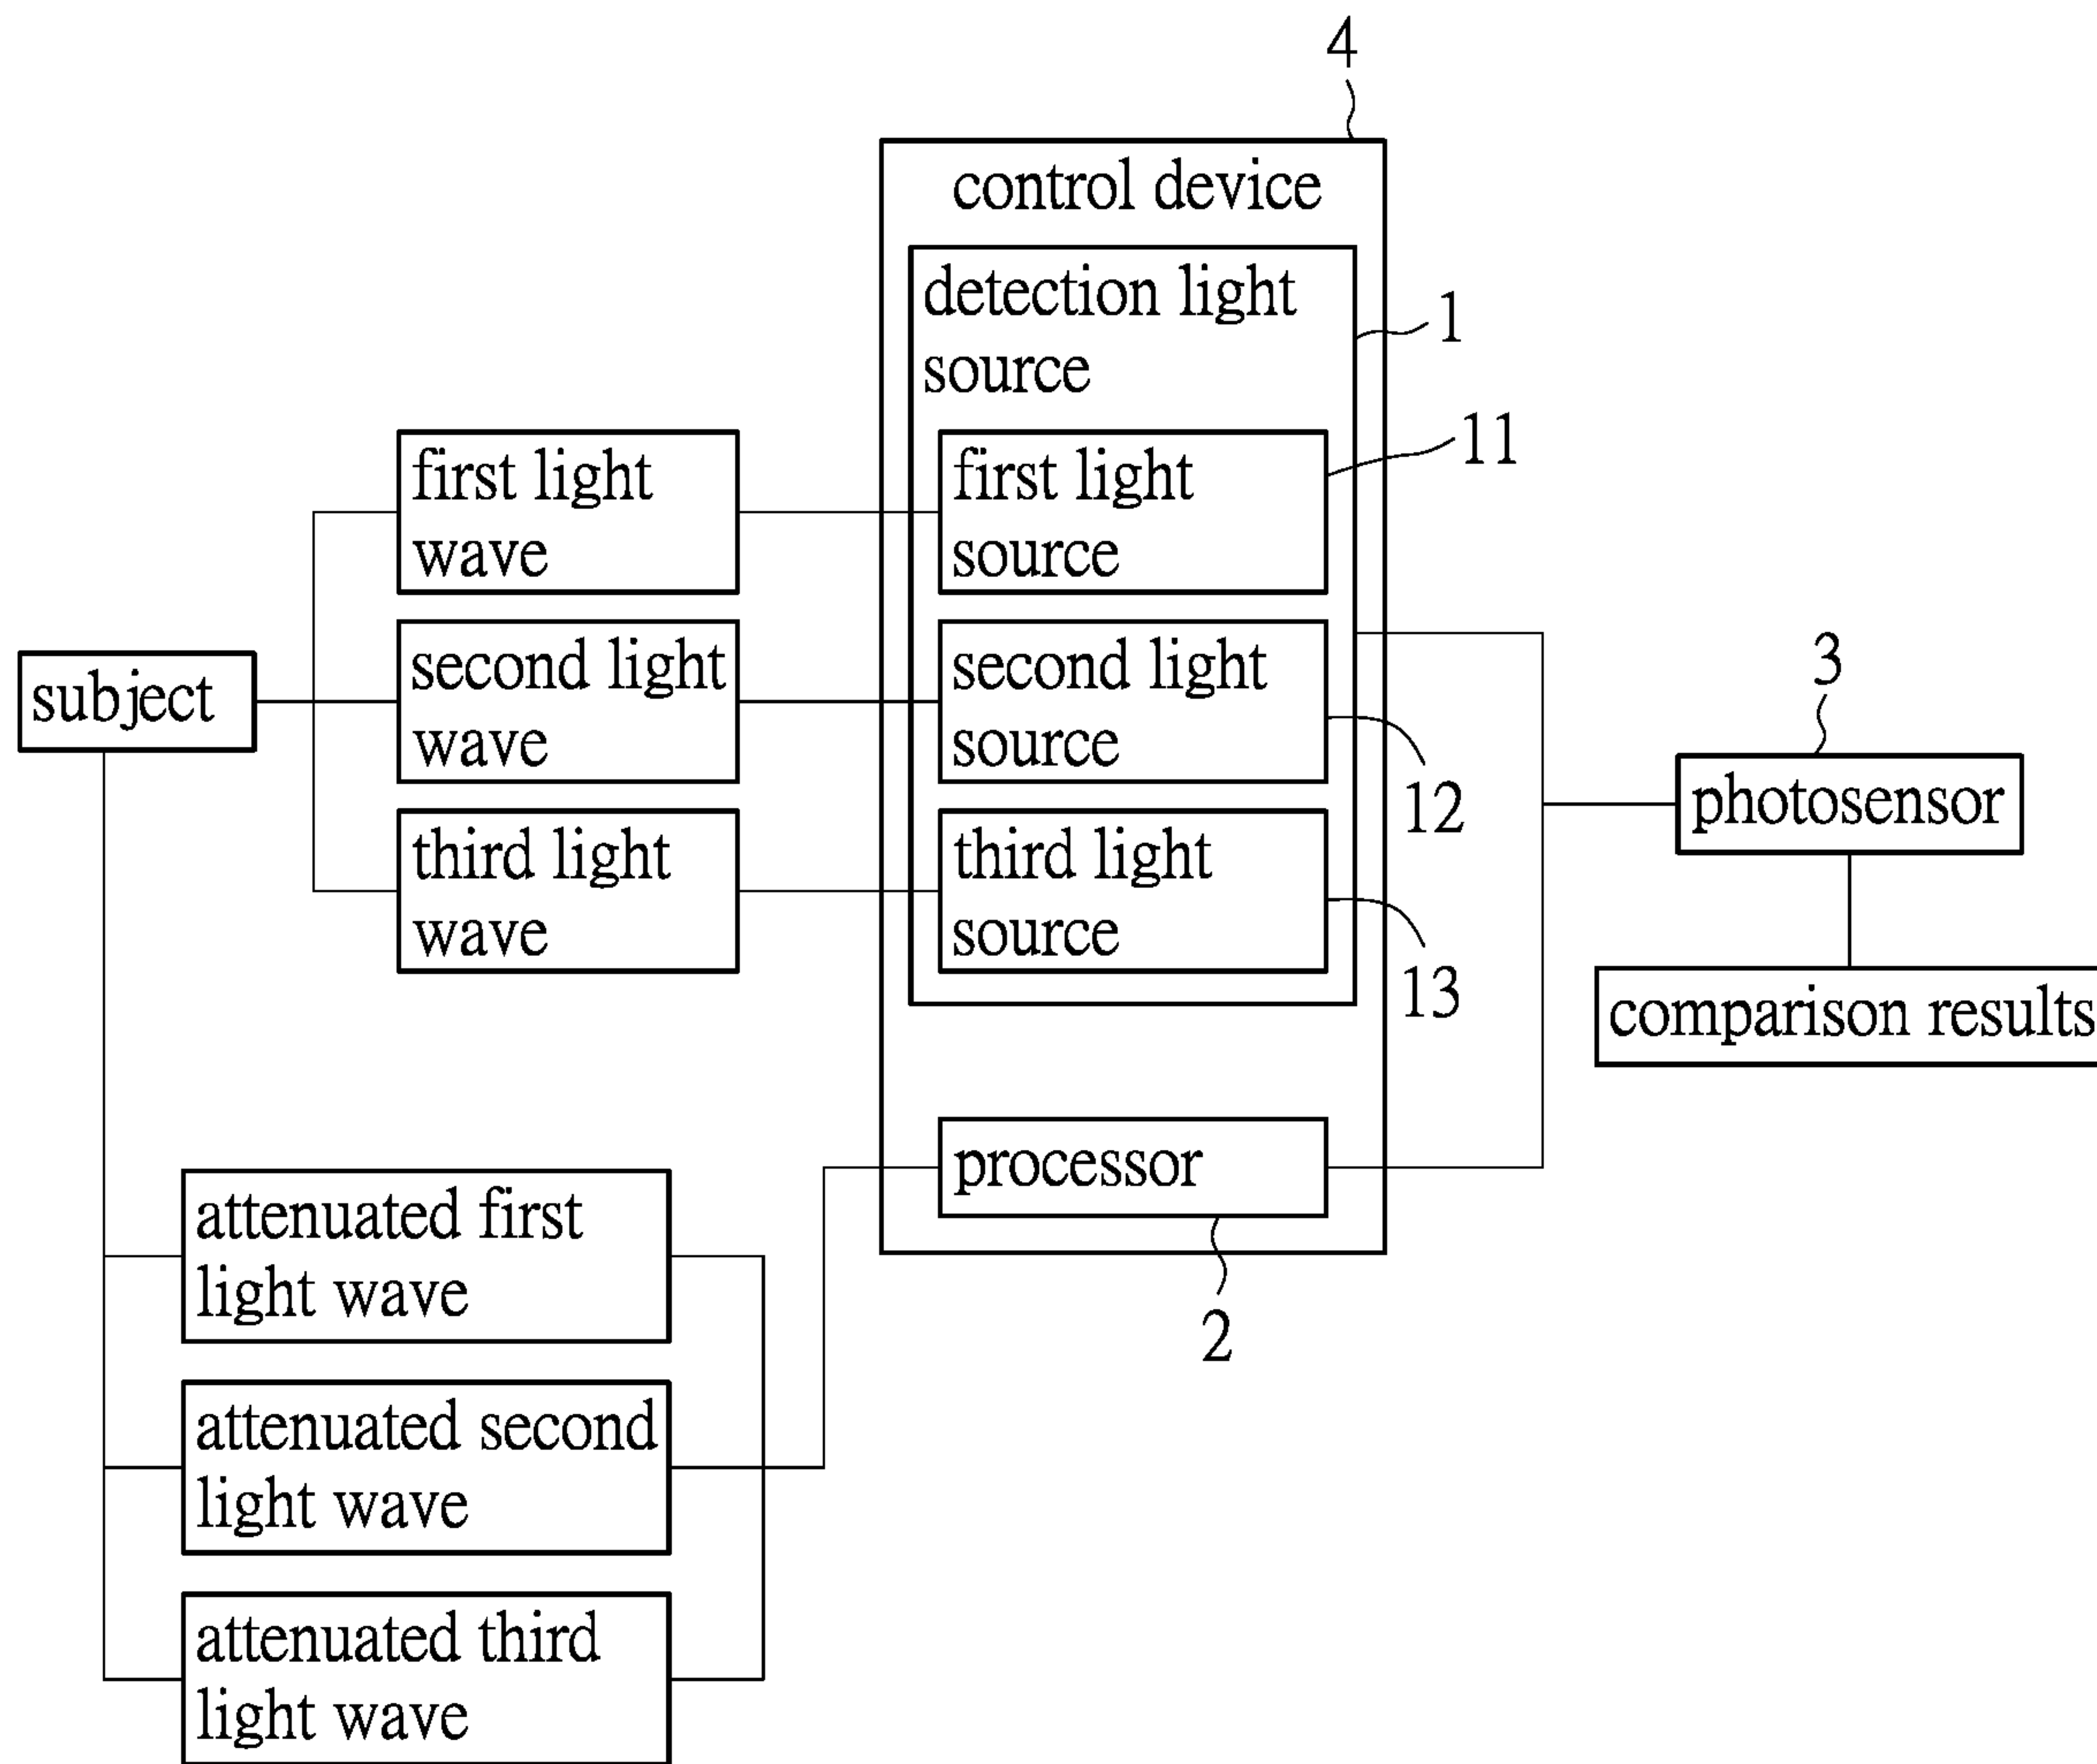 4
control device
detection light
source
1
11
first light
wave
first light
source
second light
wave
second light
source
12
third light
wave
third light
source
13
subject
3
photosensor
comparison results
processor
2
attenuated first
light wave
attenuated second
light wave
attenuated third
light wave